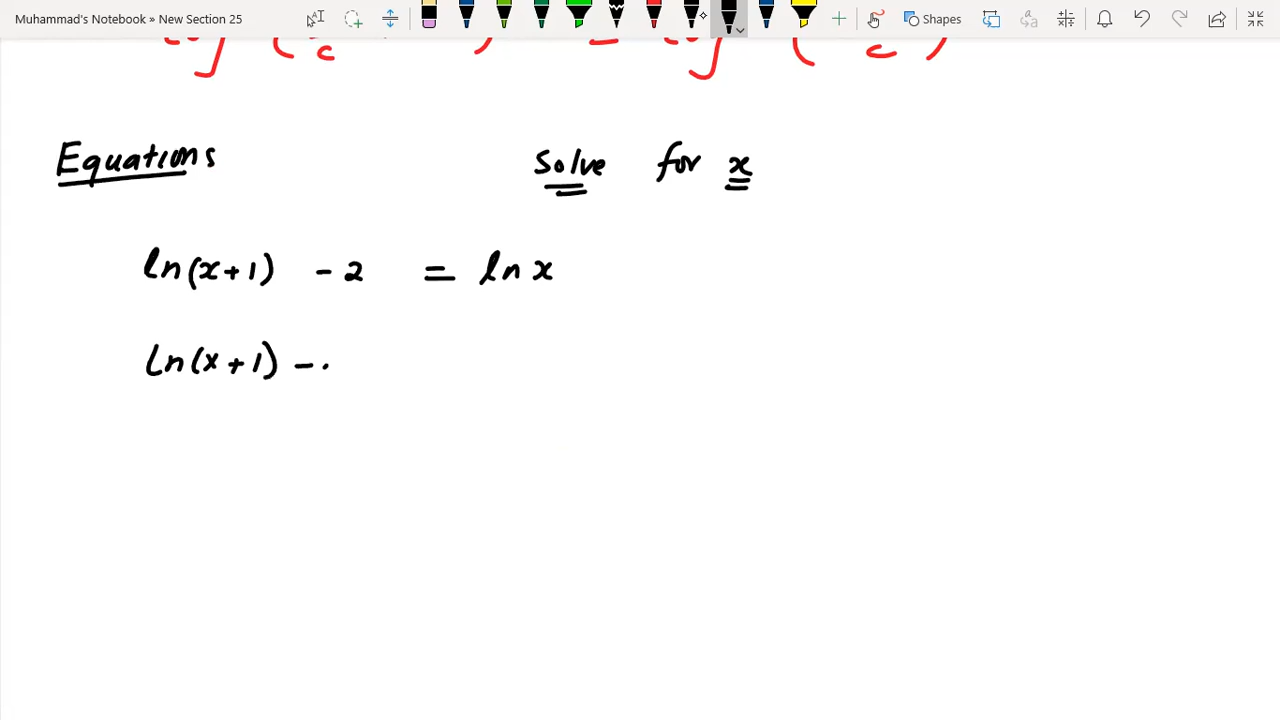 Muhammad's Notebook » New Section 25
Shapes
Equations
Solve for x
ln(x+1) - 2 = ln x
ln(x+1) - .